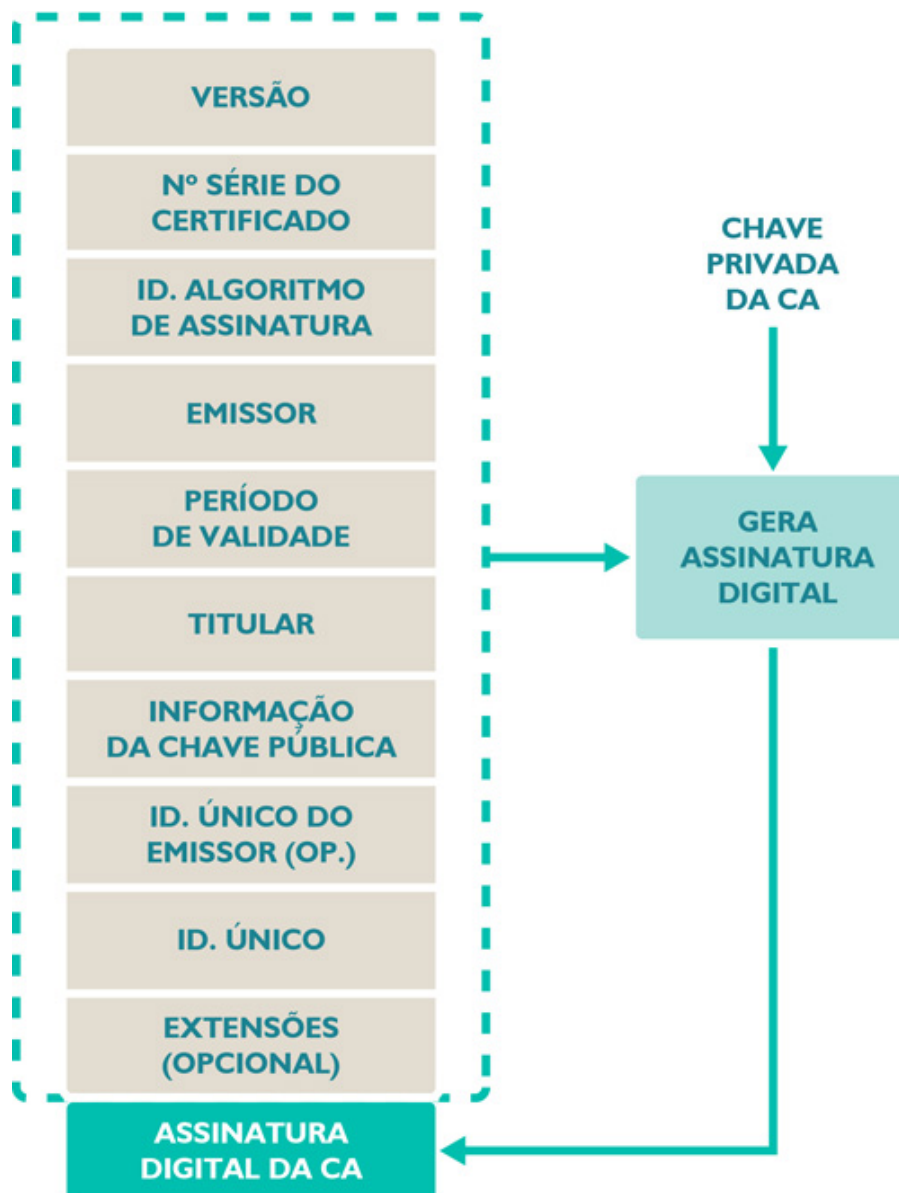 VERSÃO
Nº SÉRIE DO
CERTIFICADO
ID. ALGORITMO
DE ASSINATURA
EMISSOR
PERÍODO
DE VALIDADE
TITULAR
INFORMAÇÃO
DA CHAVE PÚBLICA
ID. ÚNICO DO
EMISSOR (OP.)
ID. ÚNICO
EXTENSÕES
(OPCIONAL)
ASSINATURA
DIGITAL DA CA
CHAVE
PRIVADA
DA CA
GERA
ASSINATURA
DIGITAL